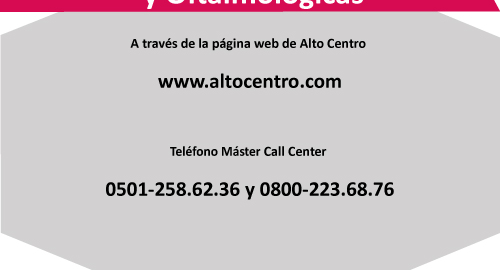 y Oftalmológicas
A través de la página web de Alto Centro
www.altocentro.com
Teléfono Máster Call Center
0501-258.62.36 y 0800-223.68.76